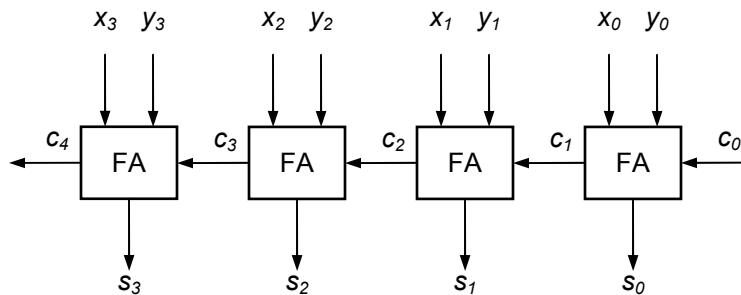 x₃ y₃ x₂ y₂ x₁ y₁ x₀ y₀
c₄ c₃ c₂ c₁ c₀
FA FA FA FA
s₃ s₂ s₁ s₀